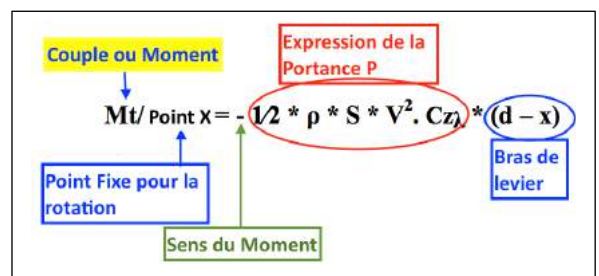 Expression de la
Portance P
Couple ou Moment
Mt/ Point X = - 1/2 * ρ * S * V². Czλ * (d – x)
Point Fixe pour la
rotation
Bras de
levier
Sens du Moment